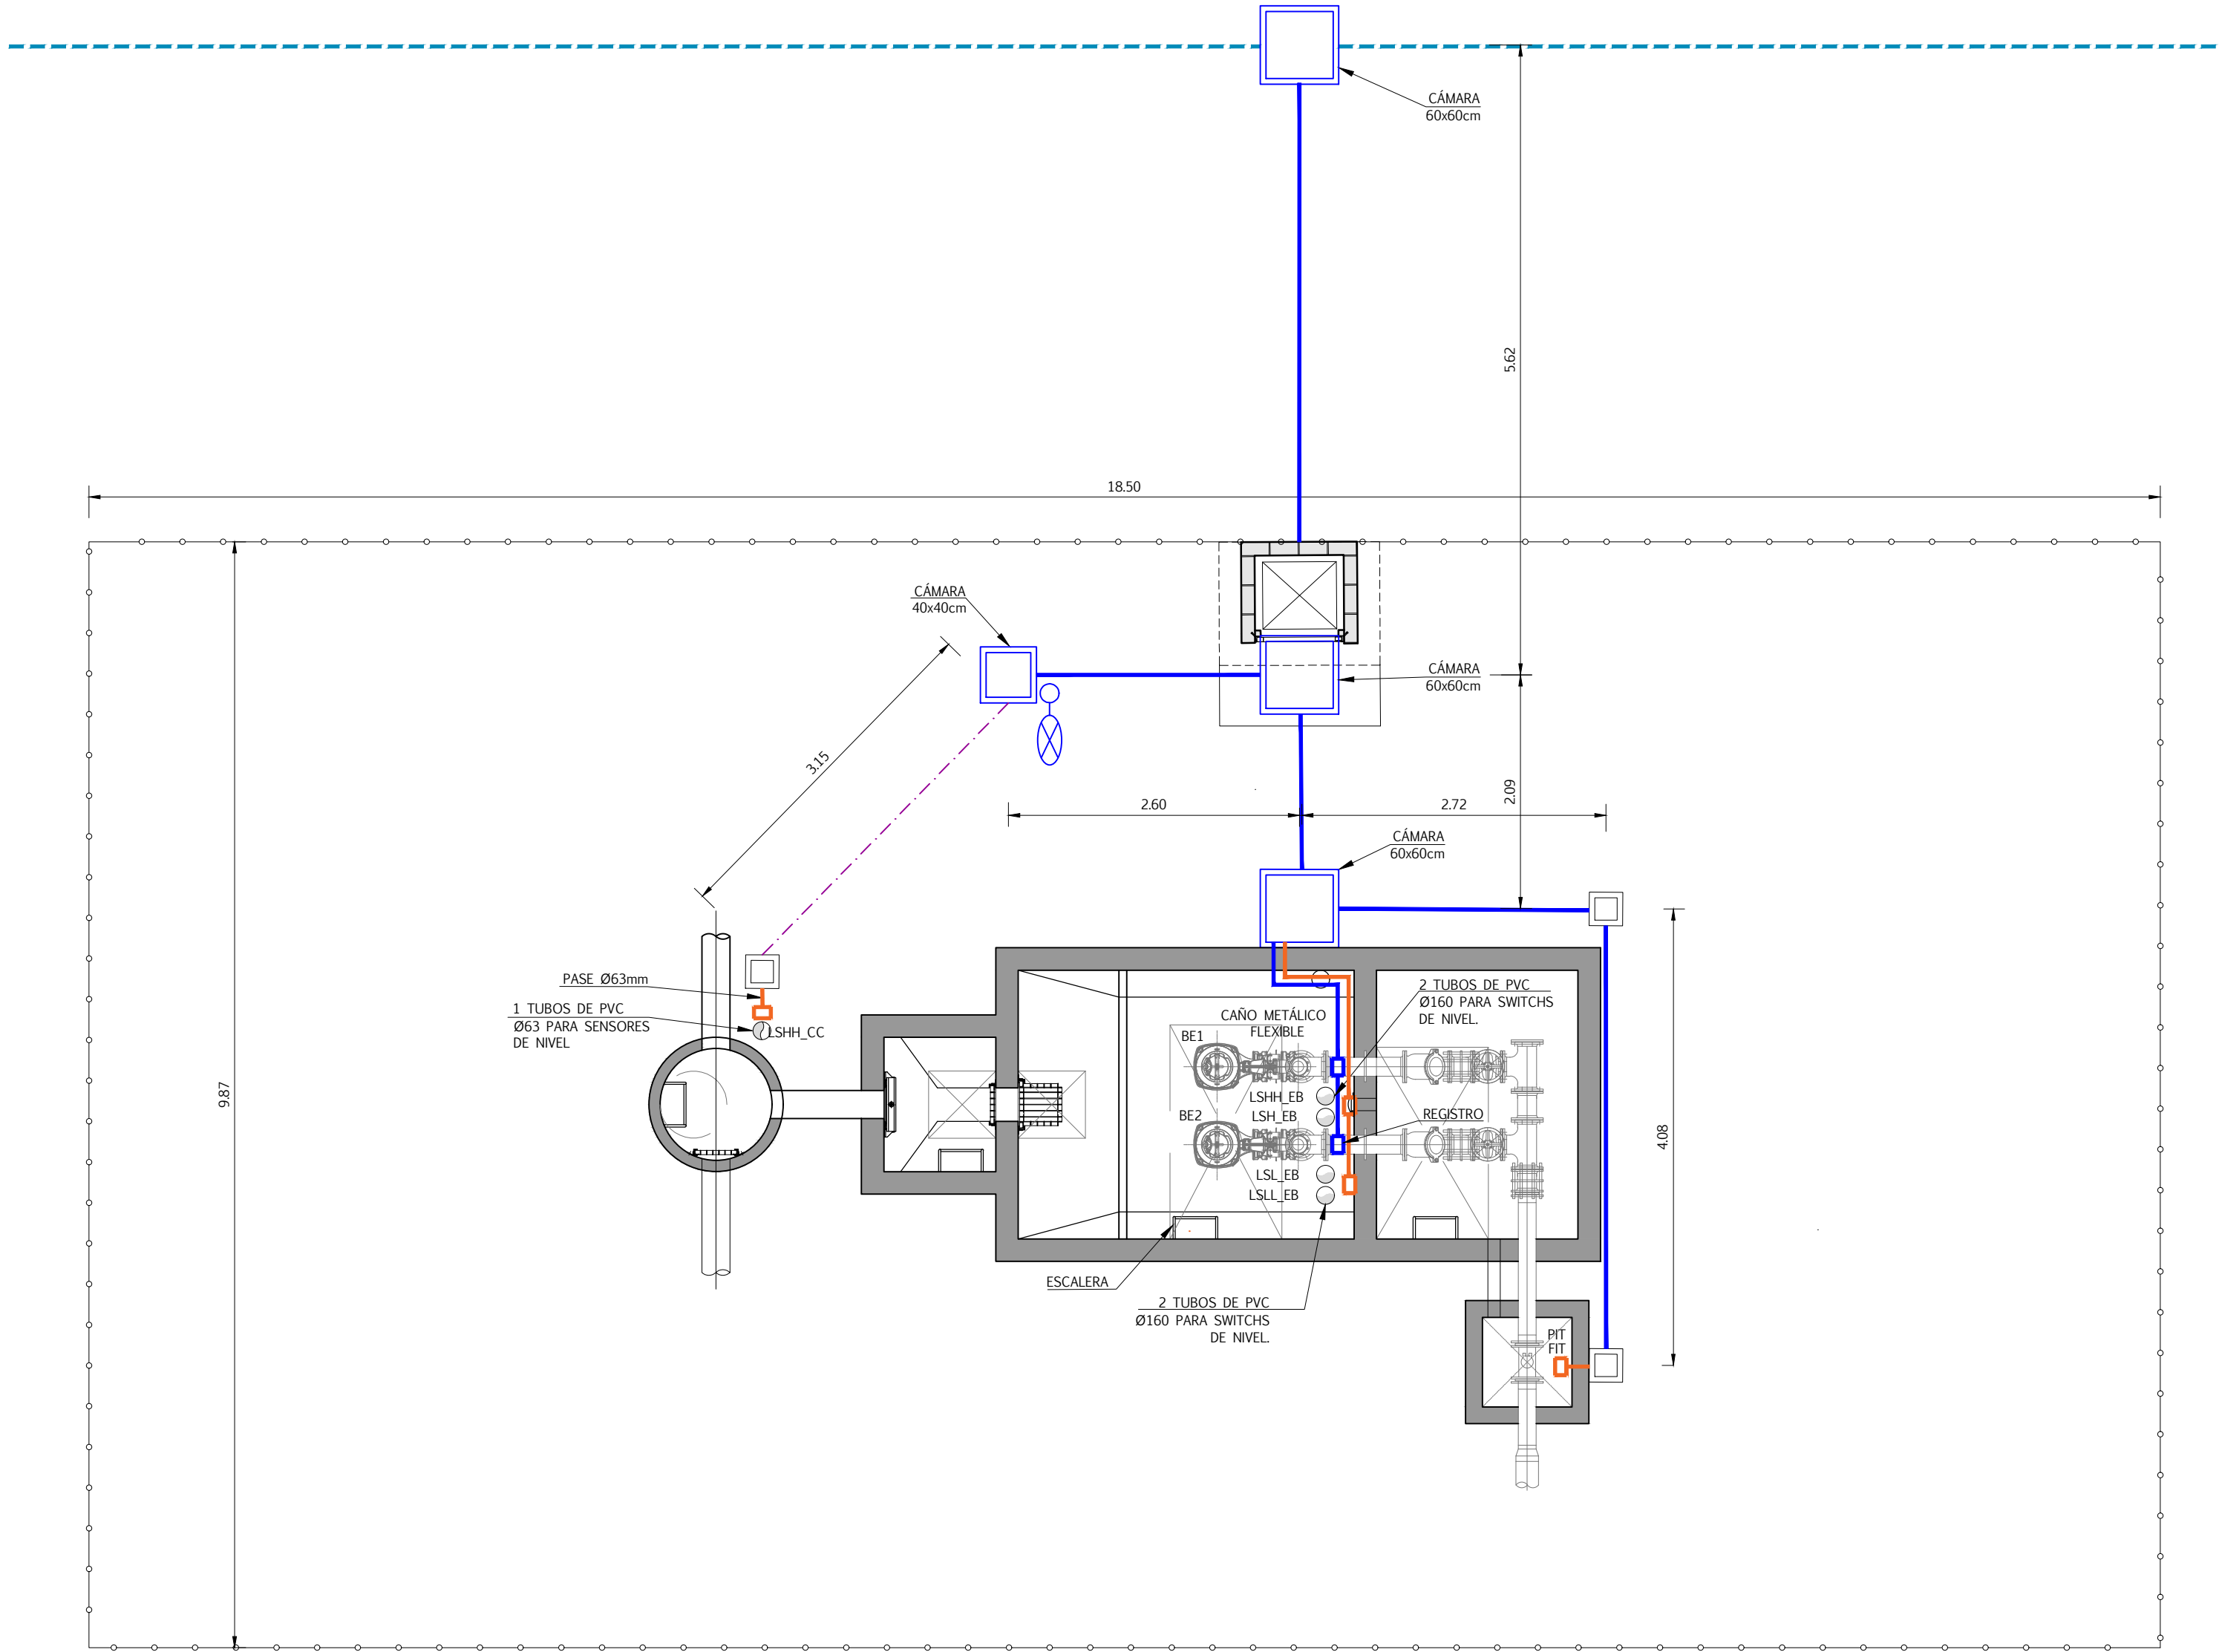 CÁMARA
60x60cm
5.62
18.50
CÁMARA
40x40cm
CÁMARA
60x60cm
3.15
2.09
2.60
2.72
CÁMARA
60x60cm
PASE Ø63mm
1 TUBOS DE PVC
Ø63 PARA SENSORES
DE NIVEL
LSHH_CC
2 TUBOS DE PVC
Ø160 PARA SWITCHS
DE NIVEL.
CAÑO METÁLICO
FLEXIBLE
BE1
LSHH_EB
LSH_EB
BE2
REGISTRO
LSL_EB
LSLL_EB
9.87
4.08
ESCALERA
2 TUBOS DE PVC
Ø160 PARA SWITCHS
DE NIVEL.
PIT
FIT